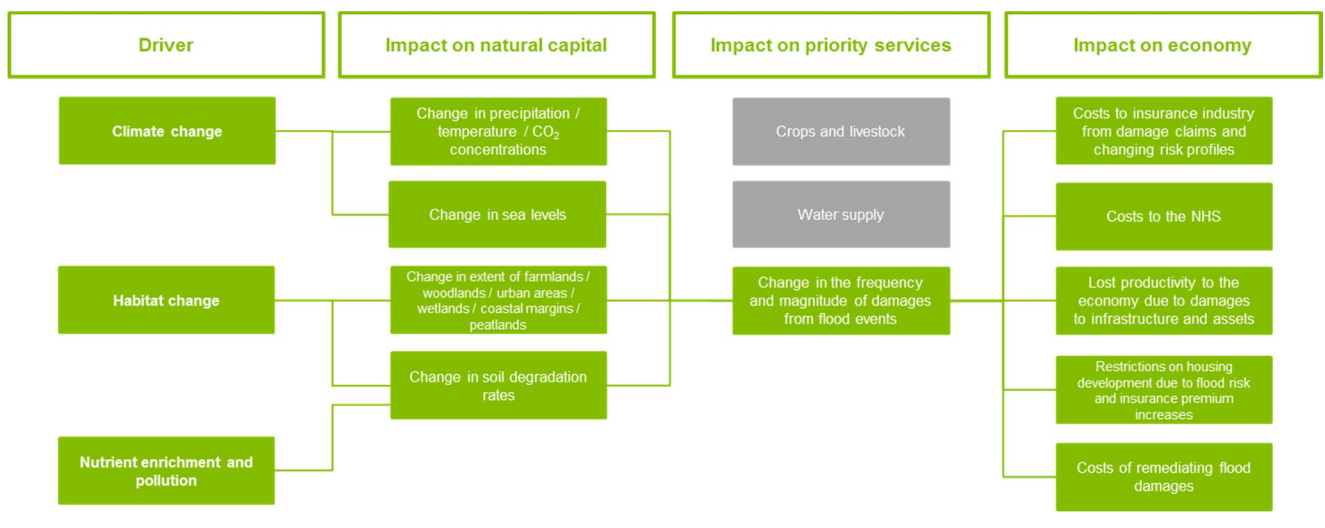 Driver
Impact on natural capital
Impact on priority services
Impact on economy
Climate change
Change in precipitation /
temperature / CO₂
concentrations
Crops and livestock
Costs to insurance industry
from damage claims and
changing risk profiles
Change in sea levels
Water supply
Costs to the NHS
Habitat change
Change in extent of farmlands /
woodlands / urban areas /
wetlands / coastal margins /
peatlands
Change in the frequency
and magnitude of damages
from flood events
Lost productivity to the
economy due to damages
to infrastructure and assets
Change in soil degradation
rates
Restrictions on housing
development due to flood risk
and insurance premium
increases
Nutrient enrichment and
pollution
Costs of remediating flood
damages